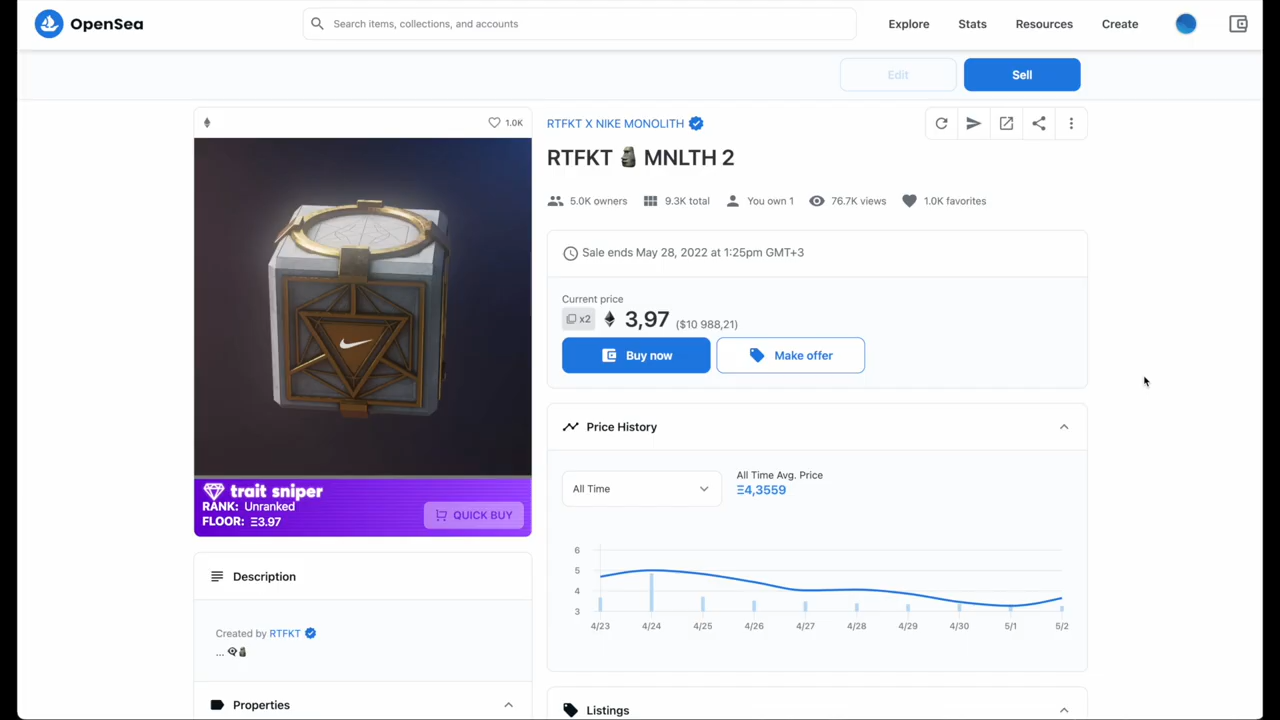 OpenSea
Search items, collections, and accounts
Explore
Stats
Resources
Create
Edit
Sell
1.0K
RTFKT X NIKE MONOLITH
RTFKT 🗿 MNLTH 2
5.0K owners
9.3K total
You own 1
76.7K views
1.0K favorites
Sale ends May 28, 2022 at 1:25pm GMT+3
Current price
x2
3,97 ($10 988,21)
Buy now
Make offer
trait sniper
RANK: Unranked
FLOOR: Ξ3.97
QUICK BUY
Price History
All Time
All Time Avg. Price
Ξ4,3559
6
5
4
3
4/23 4/24 4/25 4/26 4/27 4/28 4/29 4/30 5/1 5/2
Description
Created by RTFKT
... 👁‍🗨🗿
Properties
Listings